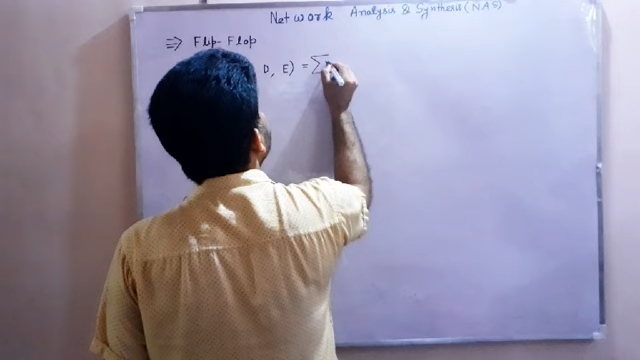 Network Analysis & Synthesis (NAS)
⇒ Flip-Flop
D, E) = Σ